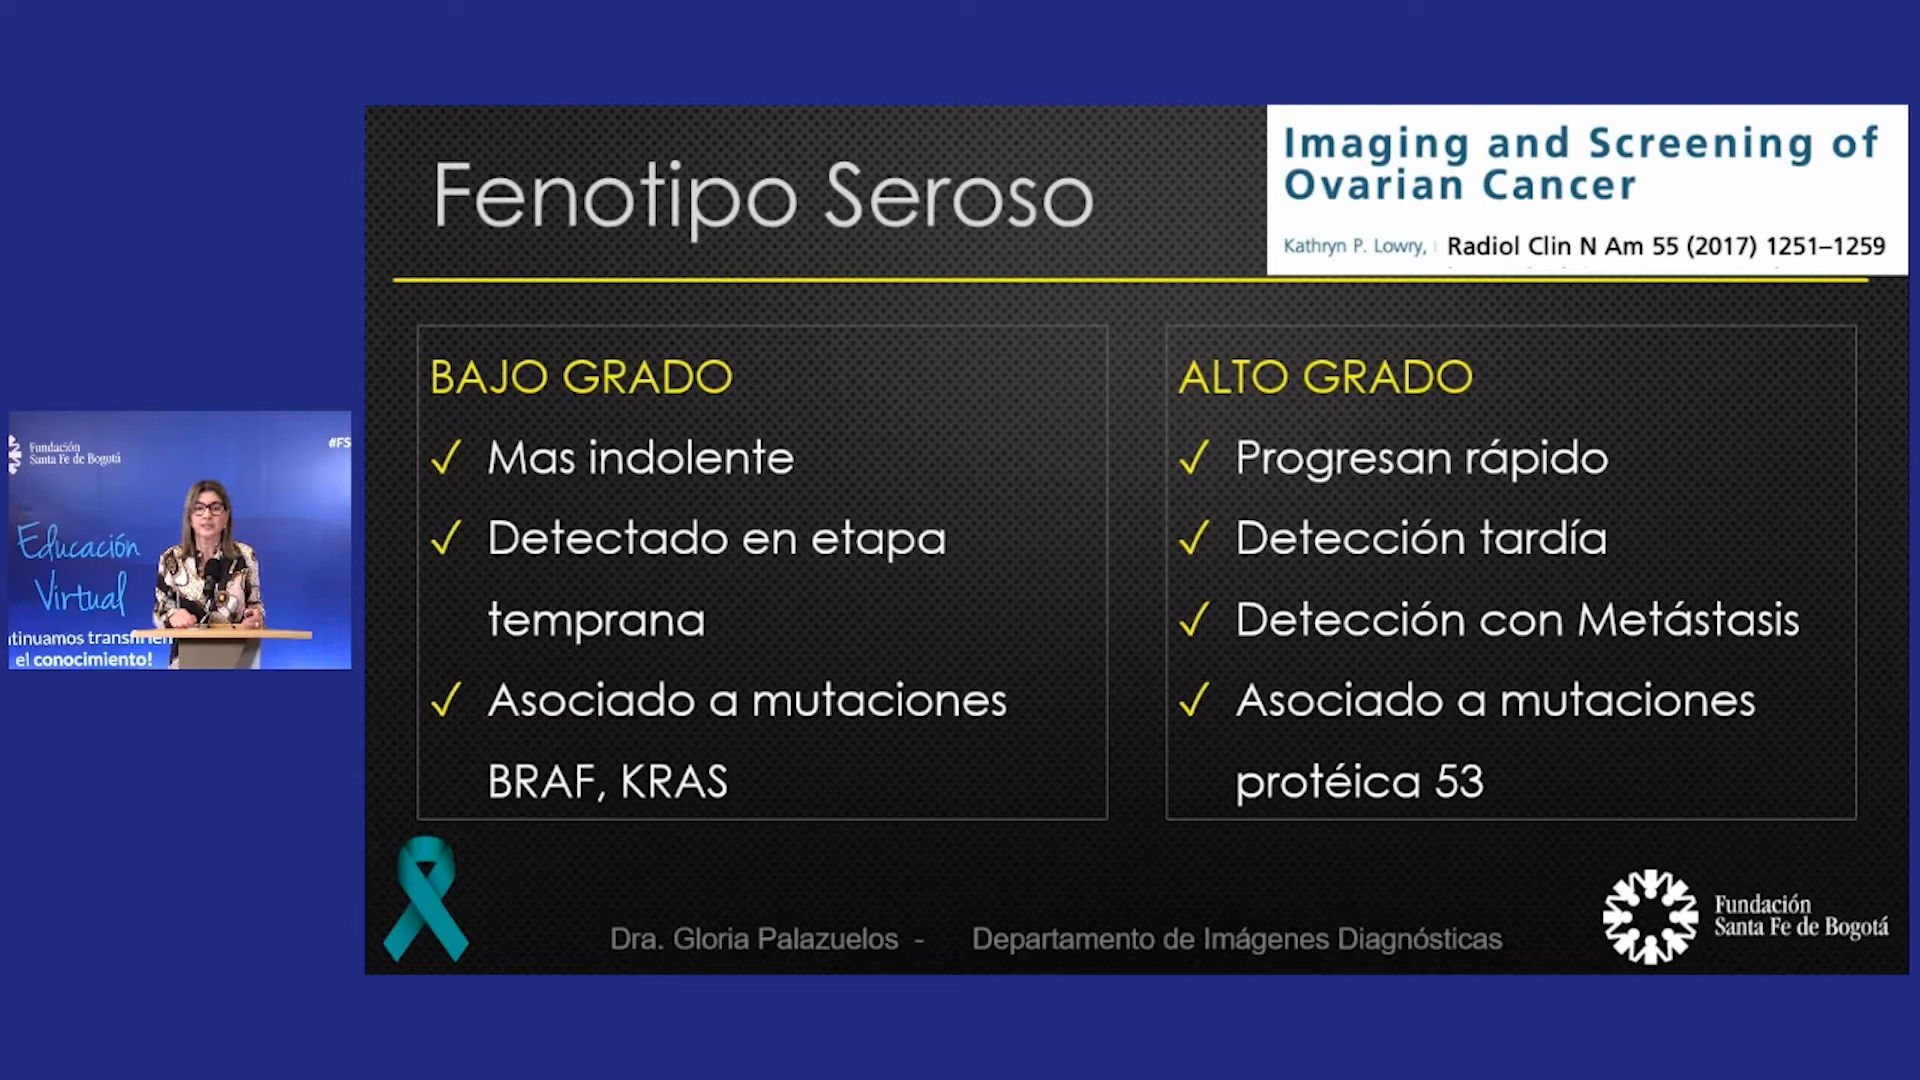 Fenotipo Seroso
Imaging and Screening of
Ovarian Cancer
Kathryn P. Lowry, Radiol Clin N Am 55 (2017) 1251–1259
BAJO GRADO
✓ Mas indolente
✓ Detectado en etapa
temprana
✓ Asociado a mutaciones
BRAF, KRAS
ALTO GRADO
✓ Progresan rápido
✓ Detección tardía
✓ Detección con Metástasis
✓ Asociado a mutaciones
protéica 53
Dra. Gloria Palazuelos - Departamento de Imágenes Diagnósticas
Fundación
Santa Fe de Bogotá
Fundación
Santa Fe de Bogotá
#FS
Educación
Virtual
el conocimiento!